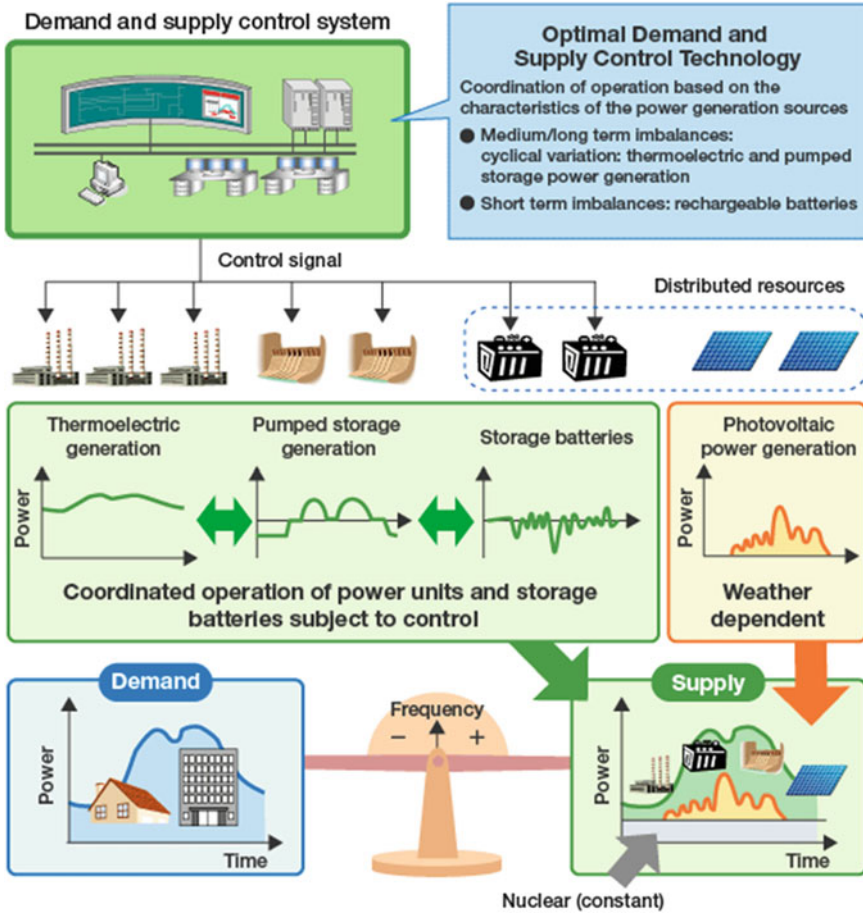 Demand and supply control system
Optimal Demand and
Supply Control Technology
Coordination of operation based on the
characteristics of the power generation sources
● Medium/long term imbalances:
cyclical variation: thermoelectric and pumped
storage power generation
● Short term imbalances: rechargeable batteries
Control signal
Distributed resources
Thermoelectric
generation
Power
Pumped storage
generation
Storage batteries
Coordinated operation of power units and storage
batteries subject to control
Photovoltaic
power generation
Power
Weather
dependent
Demand
Power
Time
Frequency
− +
Supply
Power
Time
Nuclear (constant)